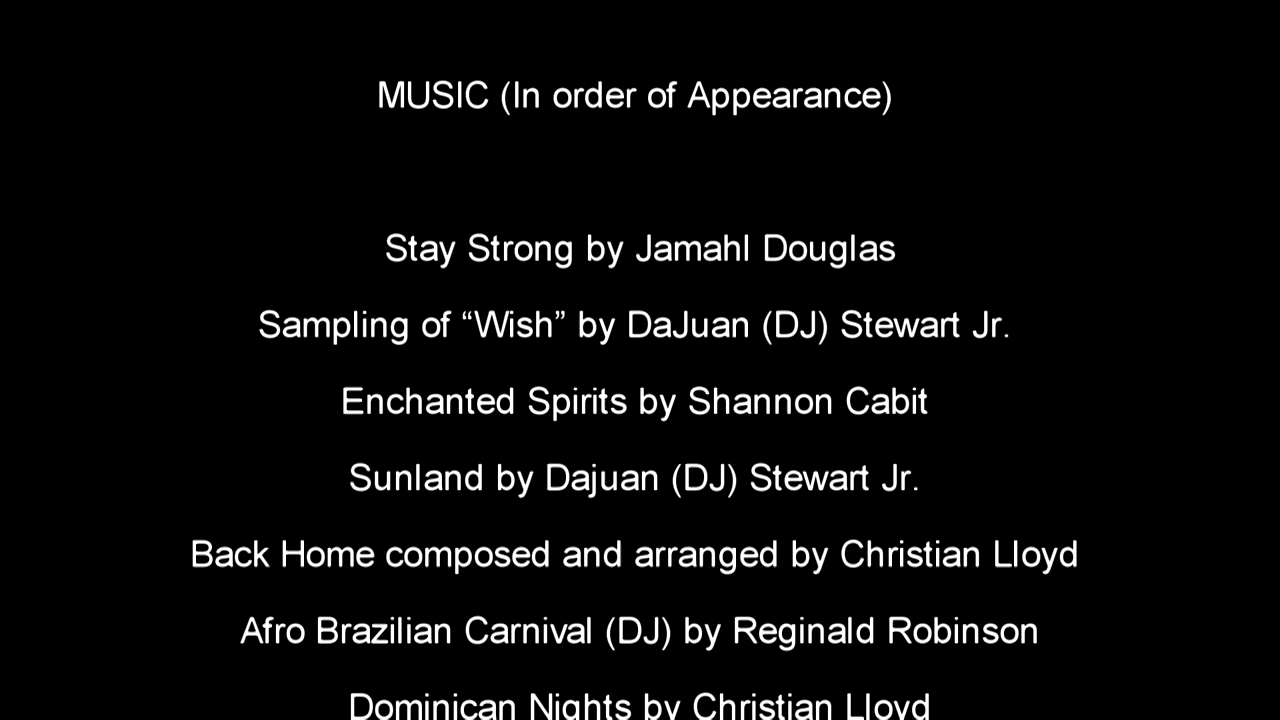 MUSIC (In order of Appearance)
Stay Strong by Jamahl Douglas
Sampling of “Wish” by DaJuan (DJ) Stewart Jr.
Enchanted Spirits by Shannon Cabit
Sunland by Dajuan (DJ) Stewart Jr.
Back Home composed and arranged by Christian Lloyd
Afro Brazilian Carnival (DJ) by Reginald Robinson
Dominican Nights by Christian Lloyd